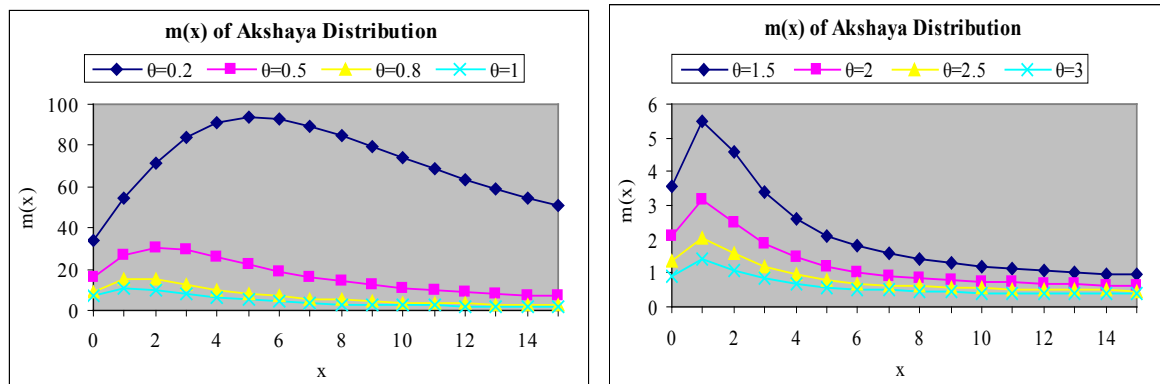 m(x) of Akshaya Distribution
θ=0.2 θ=0.5 θ=0.8 θ=1
100
80
60
40
20
0
m(x)
0 2 4 6 8 10 12 14
x
m(x) of Akshaya Distribution
θ=1.5 θ=2 θ=2.5 θ=3
6
5
4
3
2
1
0
m(x)
0 2 4 6 8 10 12 14
x